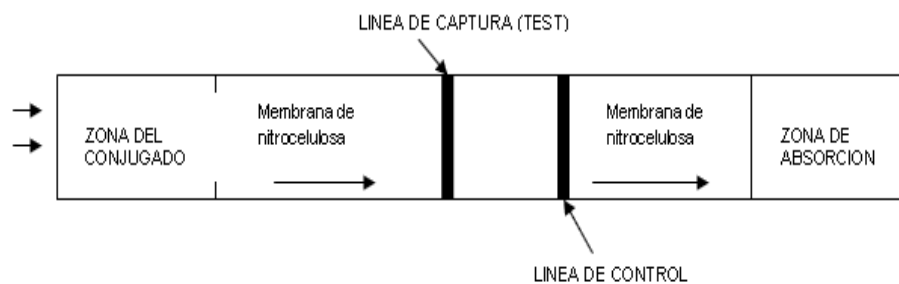 LINEA DE CAPTURA (TEST)
ZONA DEL
CONJUGADO
Membrana de
nitrocelulosa
Membrana de
nitrocelulosa
ZONA DE
ABSORCION
LINEA DE CONTROL